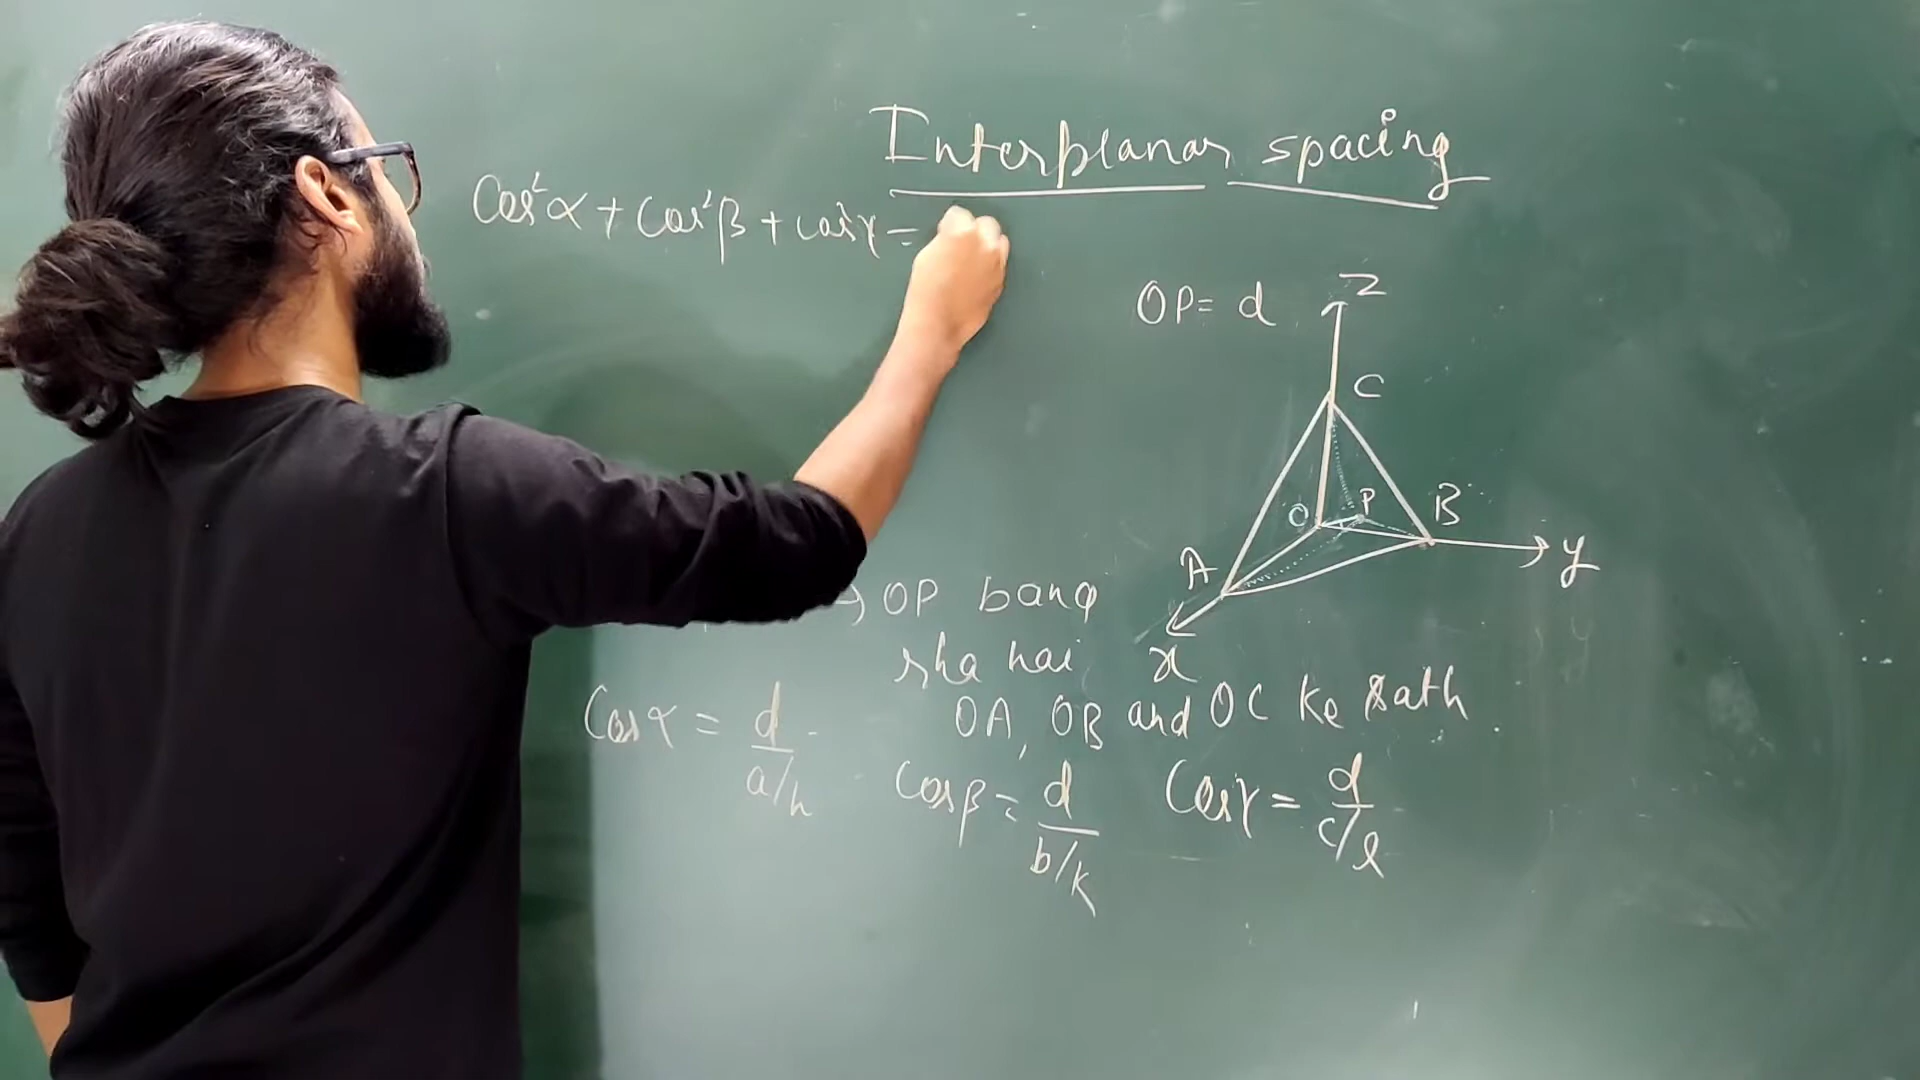 Interplanar spacing
Cos²α + Cos²β + cos²γ =
OP = d
Z
C
O P B
A
y
→ OP bana
rha hai
x
OA, OB and OC ke sath
Cosα = d/a/h
Cosβ = d/b/k
Cosγ = d/c/l